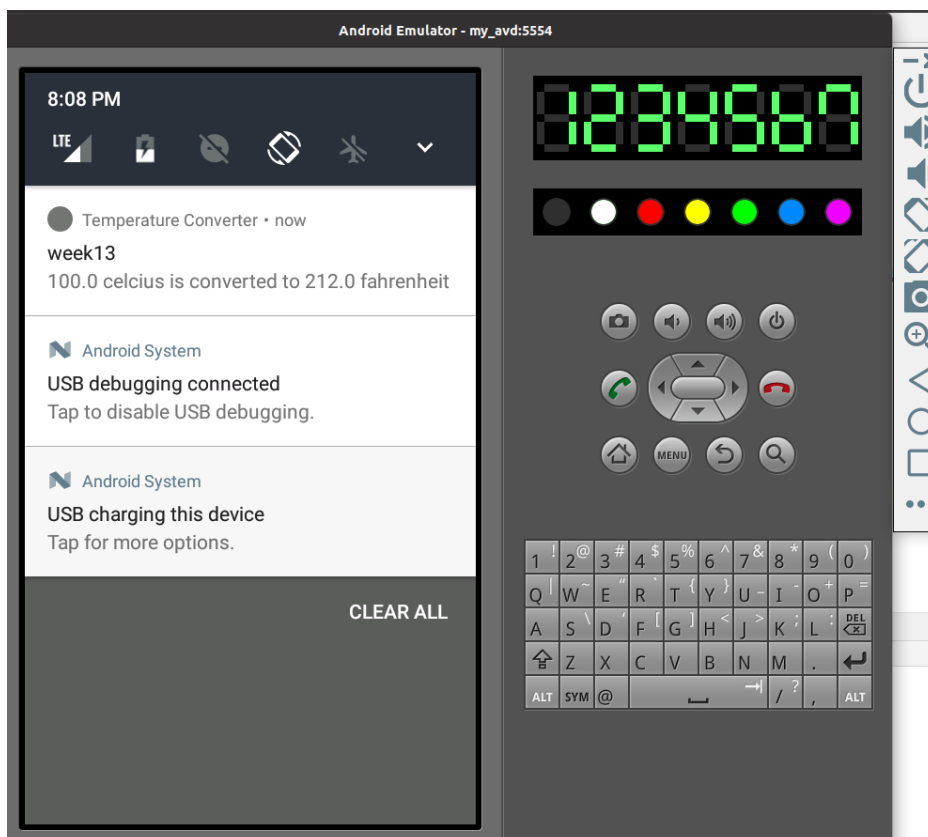 Android Emulator - my_avd:5554
8:08 PM
LTE
Temperature Converter • now
week13
100.0 celcius is converted to 212.0 fahrenheit
Android System
USB debugging connected
Tap to disable USB debugging.
Android System
USB charging this device
Tap for more options.
CLEAR ALL
1234567
MENU
1 ! 2 @ 3 # 4 $ 5 % 6 ^ 7 & 8 * 9 ( 0 )
Q | W ~ E " R ` T { Y } U _ I - O + P =
A S \ D ' F [ G ] H < J > K ; L : DEL
Z X C V B N M .
ALT SYM @ / ? , ALT